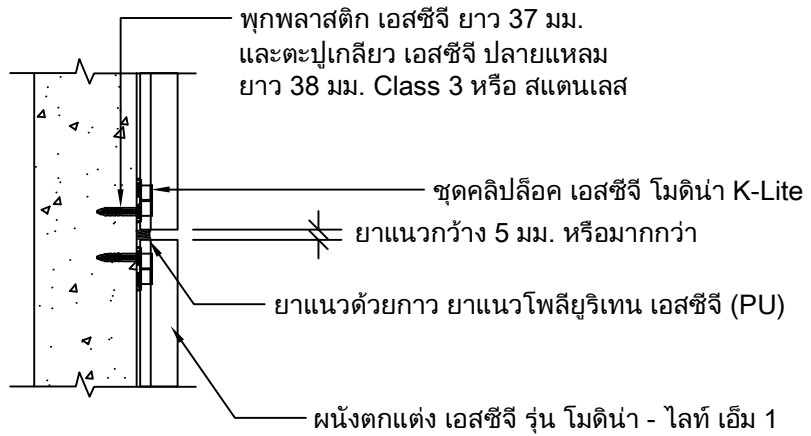 พุกพลาสติก เอสซีจี ยาว 37 มม.
และตะปูเกลียว เอสซีจี ปลายแหลม
ยาว 38 มม. Class 3 หรือ สแตนเลส
ชุดคลิปล็อค เอสซีจี โมดิน่า K-Lite
ยาแนวกว้าง 5 มม. หรือมากกว่า
ยาแนวด้วยกาว ยาแนวโพลียูริเทน เอสซีจี (PU)
ผนังตกแต่ง เอสซีจี รุ่น โมดิน่า - ไลท์ เอ็ม 1